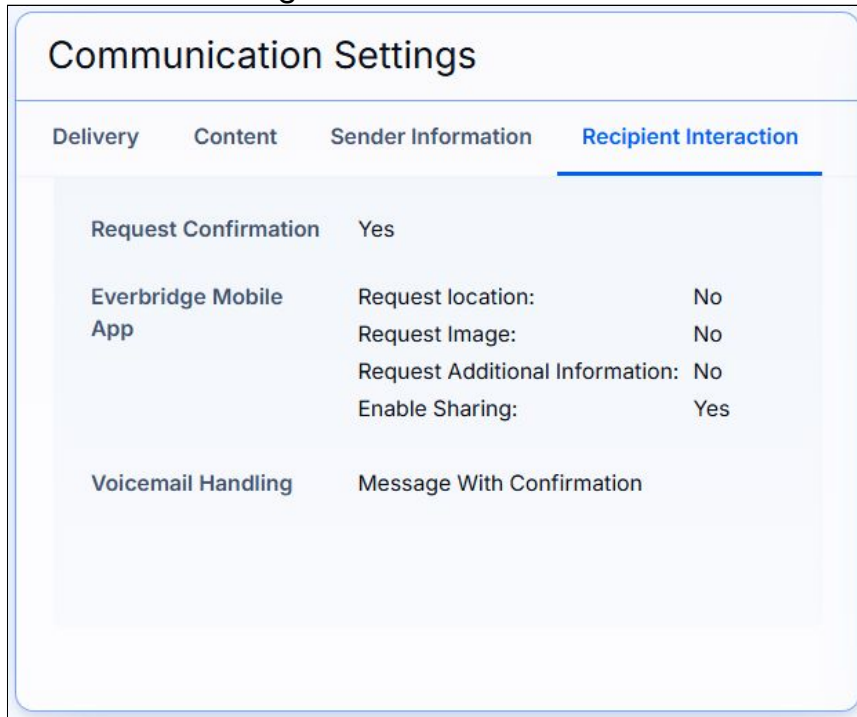 Communication Settings
Delivery Content Sender Information Recipient Interaction
Request Confirmation Yes
Everbridge Mobile App
Request location: No
Request Image: No
Request Additional Information: No
Enable Sharing: Yes
Voicemail Handling Message With Confirmation